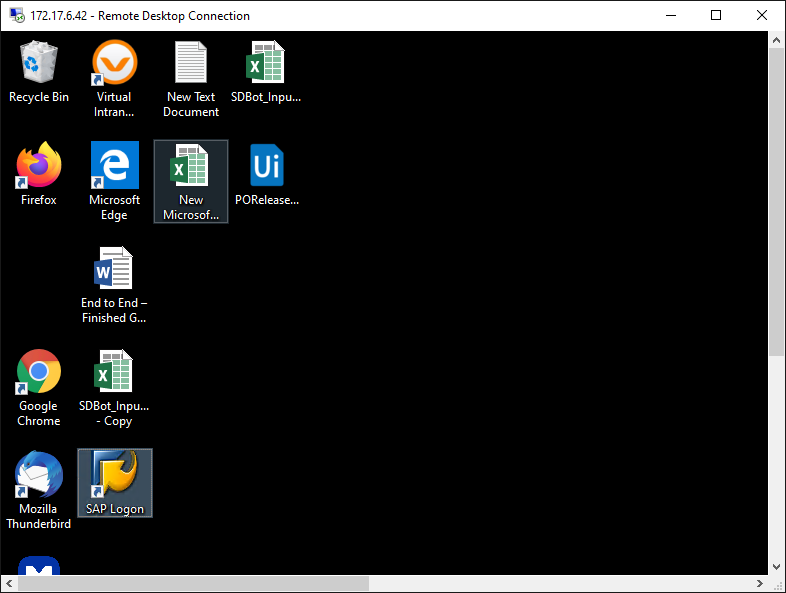 172.17.6.42 - Remote Desktop Connection
Recycle Bin
Virtual
Intran...
New Text
Document
SDBot_Inpu...
Firefox
Microsoft
Edge
New
Microsof...
Ui
PORelease...
W
End to End –
Finished G...
Google
Chrome
X
SDBot_Inpu...
- Copy
Mozilla
Thunderbird
SAP Logon